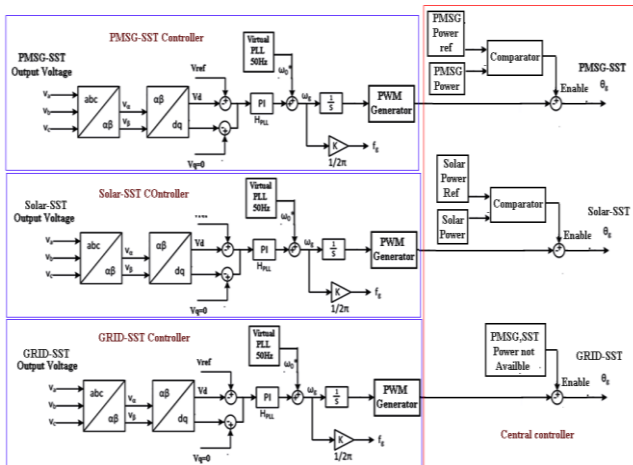 PMSG-SST Controller
PMSG-SST
Output Voltage
Va
Vb
Vc
abc
αβ
Vα
Vβ
αβ
dq
Vref
Vd
Vq=0
PI
HPLL
Virtual
PLL
50Hz
ω0*
ωg
1
S
K
1/2π
fg
PWM
Generator
PMSG
Power
ref
PMSG
Power
Comparator
Enable
PMSG-SST
θg
Solar-SST COntroller
Solar-SST
Output Voltage
Va
Vb
Vc
abc
αβ
Vα
Vβ
αβ
dq
Vd
Vq=0
PI
HPLL
Virtual
PLL
50Hz
ω0*
ωg
1
S
K
1/2π
fg
PWM
Generator
Solar
Power
Ref
Solar
Power
Comparator
Enable
Solar-SST
θg
GRID-SST Controller
GRID-SST
Output Voltage
Va
Vb
Vc
abc
αβ
Vα
Vβ
αβ
dq
Vref
Vd
Vq=0
PI
HPLL
Virtual
PLL
50Hz
ω0*
ωg
1
S
K
1/2π
fg
PWM
Generator
PMSG,SST
Power not
Availble
Enable
GRID-SST
θg
Central controller